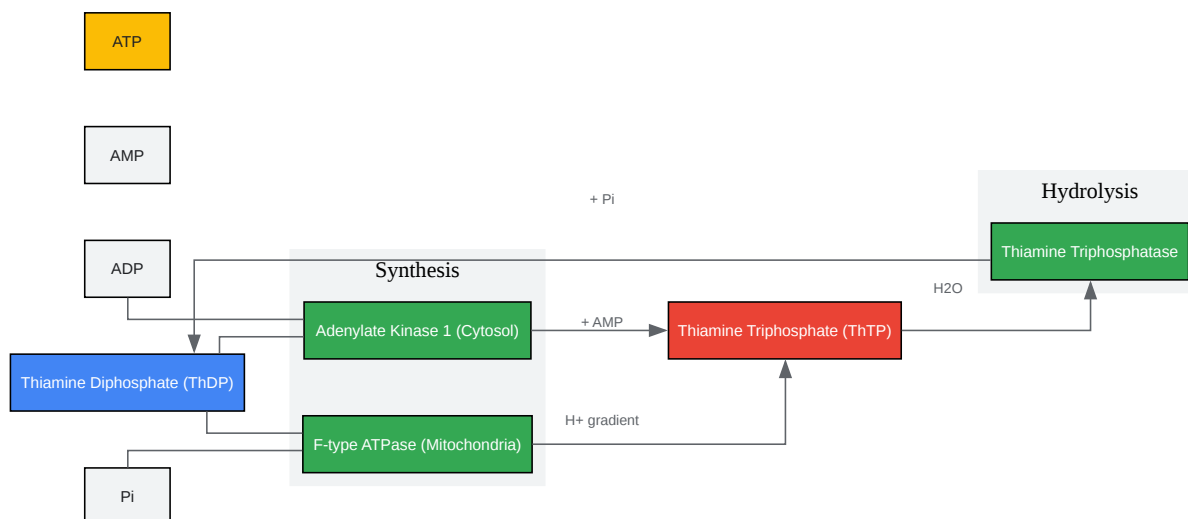 ATP
AMP
+ Pi
Hydrolysis
Thiamine Triphosphatase
ADP
Synthesis
H2O
Adenylate Kinase 1 (Cytosol)
+ AMP
Thiamine Triphosphate (ThTP)
Thiamine Diphosphate (ThDP)
F-type ATPase (Mitochondria)
H+ gradient
Pi